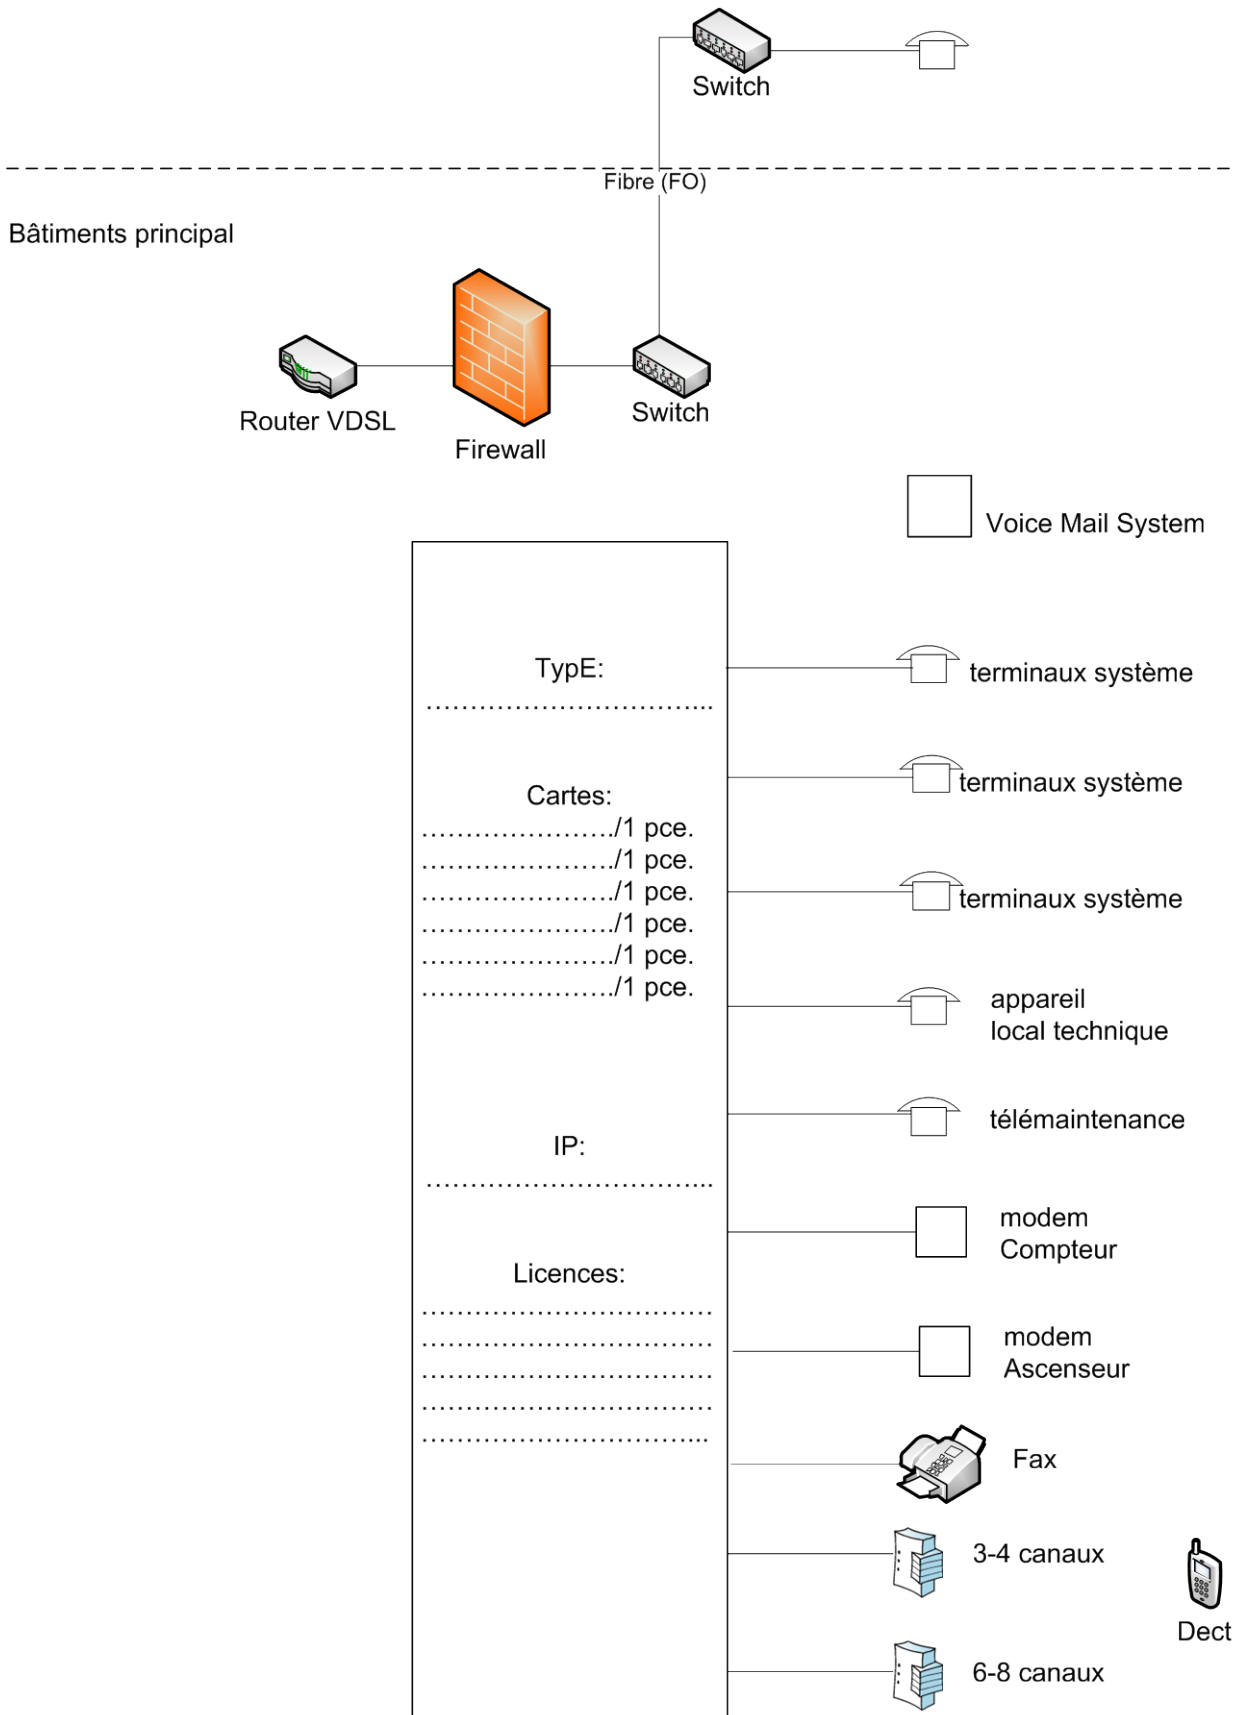 Switch
Fibre (FO)
Bâtiments principal
Router VDSL
Firewall
Switch
Voice Mail System
TypE:
……………………………...
terminaux système
terminaux système
Cartes:
…………………./1 pce.
…………………./1 pce.
…………………./1 pce.
…………………./1 pce.
…………………./1 pce.
…………………./1 pce.
terminaux système
appareil
local technique
télémaintenance
IP:
……………………………...
modem
Compteur
Licences:
……………………………
……………………………
……………………………
……………………………
…………………………...
modem
Ascenseur
Fax
3-4 canaux
Dect
6-8 canaux